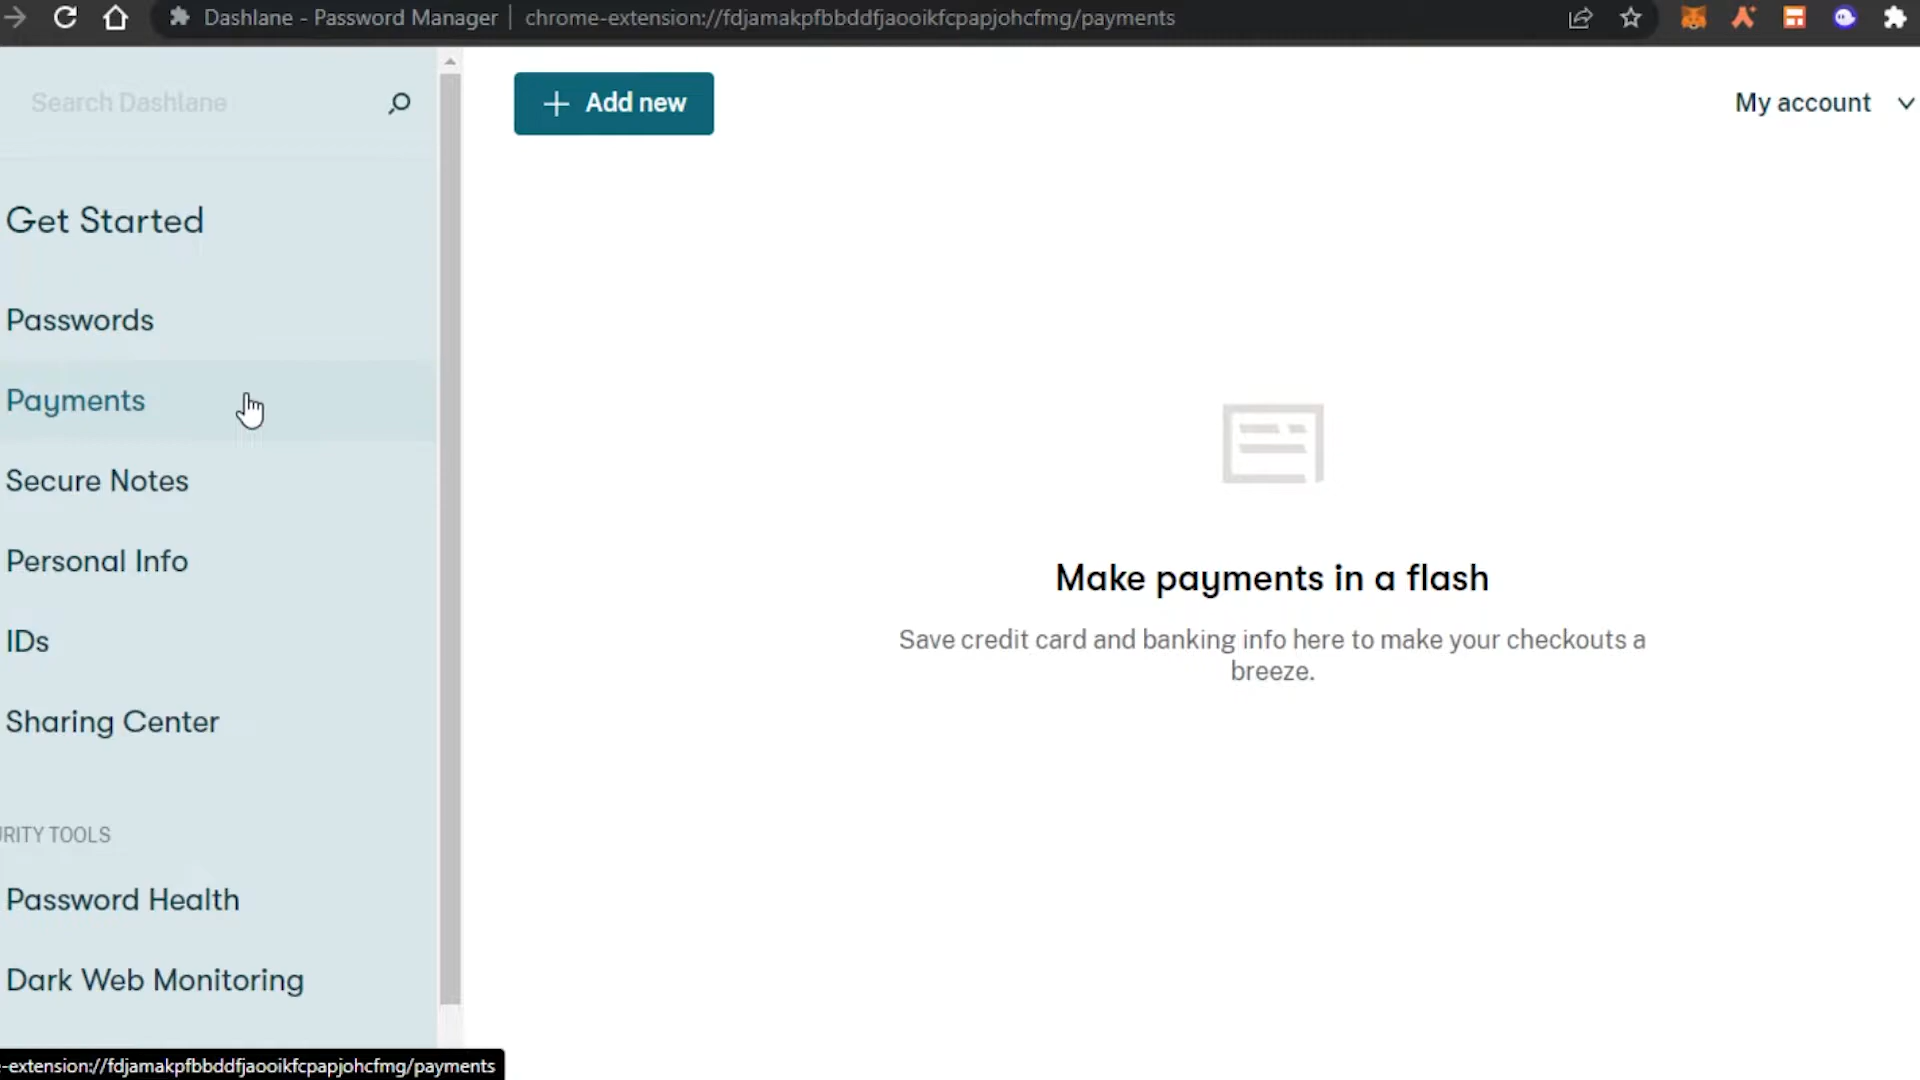 Dashlane - Password Manager | chrome-extension://fdjamakpfbbddfjaooikfcpapjohcfmg/payments
Search Dashlane
Add new
My account
Get Started
Passwords
Payments
Secure Notes
Personal Info
IDs
Sharing Center
URITY TOOLS
Password Health
Dark Web Monitoring
Make payments in a flash
Save credit card and banking info here to make your checkouts a
breeze.
-extension://fdjamakpfbbddfjaooikfcpapjohcfmg/payments